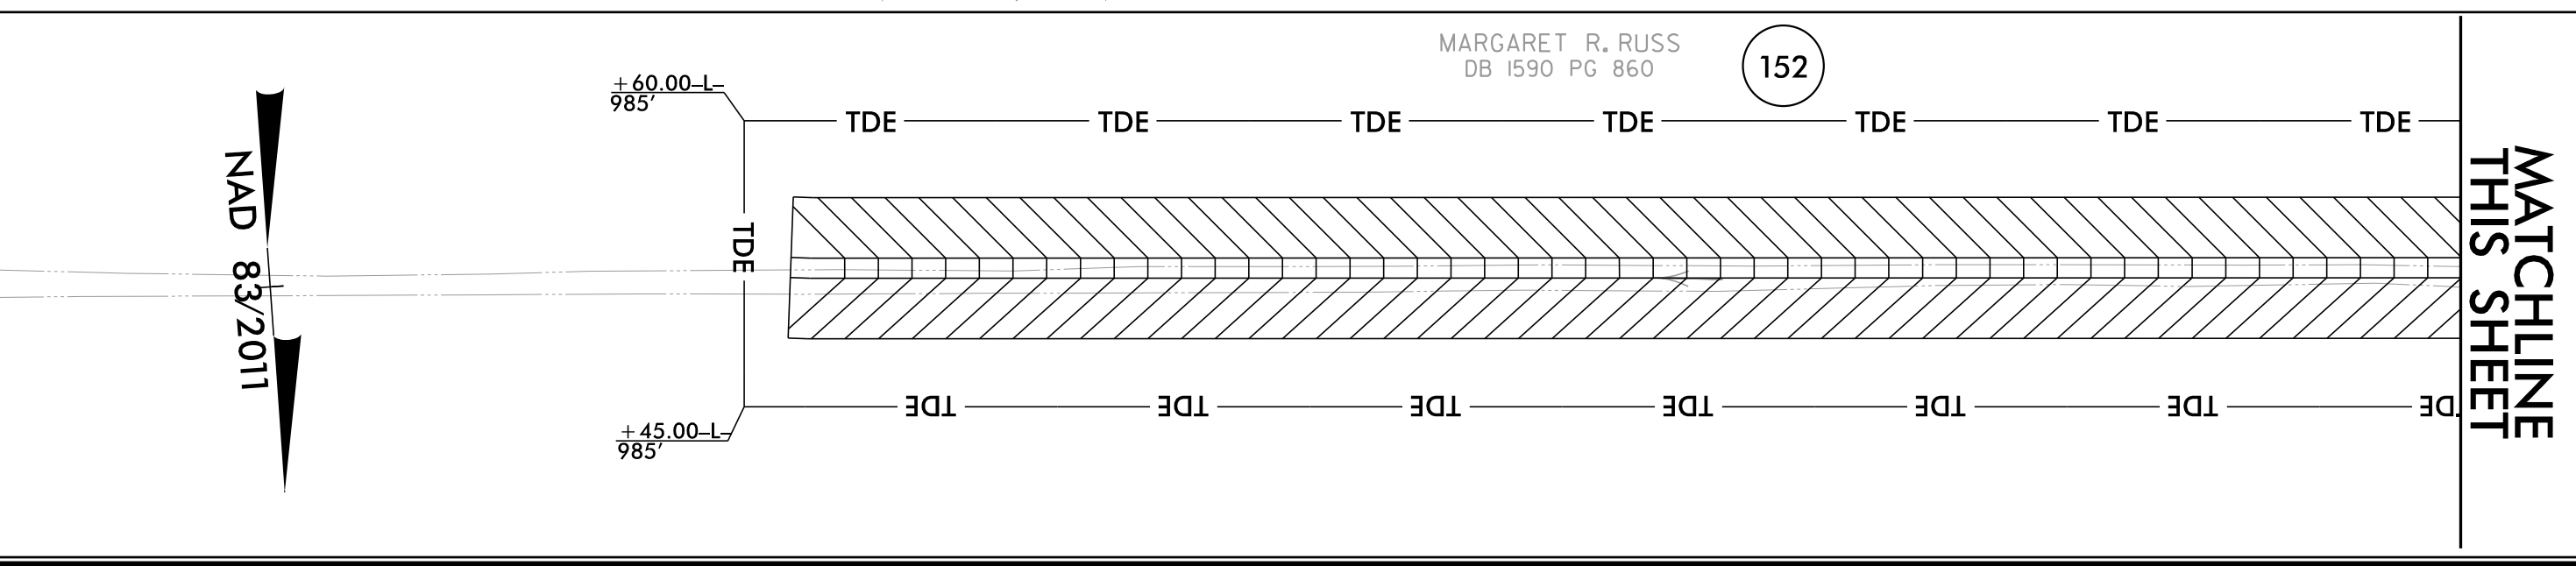 MARGARET R. RUSS
DB 1590 PG 860
152
+60.00-L-
985'
TDE TDE TDE TDE TDE TDE TDE
NAD 83/2011
TDE
TDE TDE TDE TDE TDE TDE TDE
+45.00-L-
985'
MATCHLINE
THIS SHEET